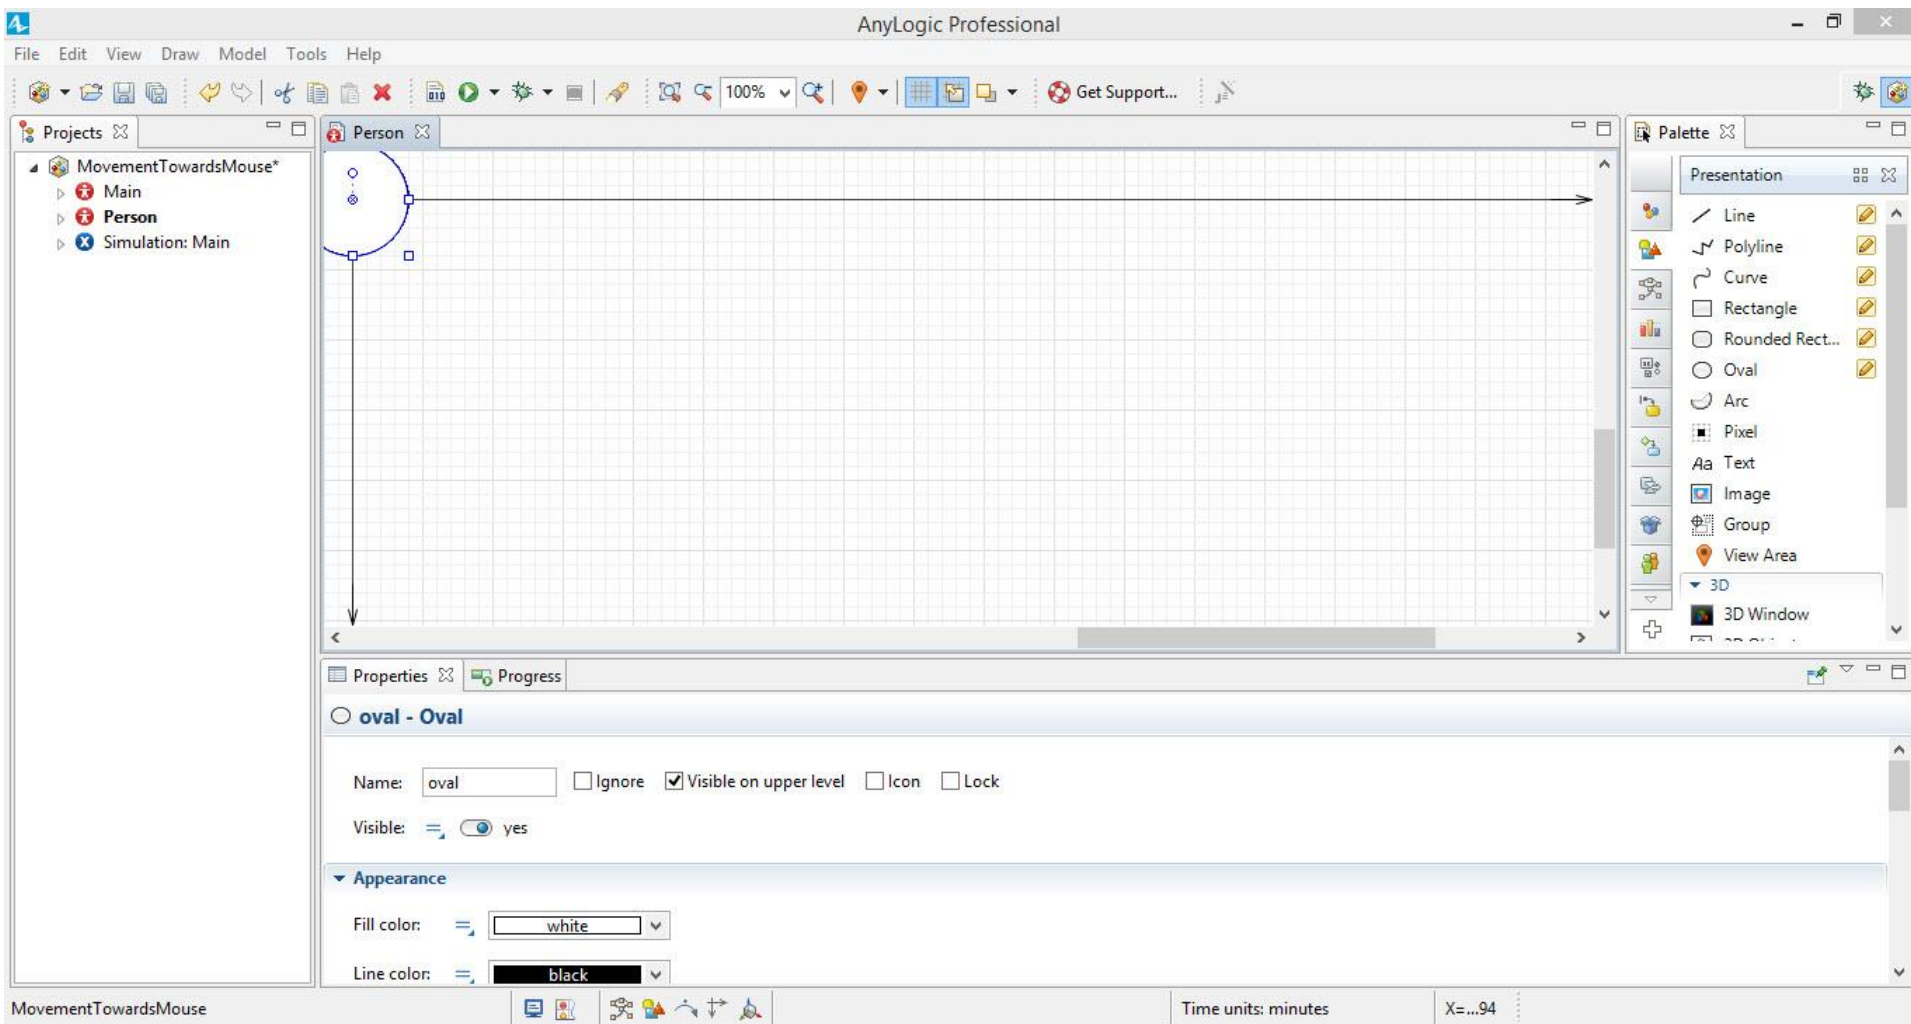 AnyLogic Professional
File Edit View Draw Model Tools Help
100% Get Support...
Projects
MovementTowardsMouse*
Main
Person
Simulation: Main
Person
Palette
Presentation
Line
Polyline
Curve
Rectangle
Rounded Rect...
Oval
Arc
Pixel
Aa Text
Image
Group
View Area
3D
3D Window
Properties Progress
oval - Oval
Name: oval Ignore Visible on upper level Icon Lock
Visible: yes
Appearance
Fill color: white
Line color: black
MovementTowardsMouse Time units: minutes X=...94